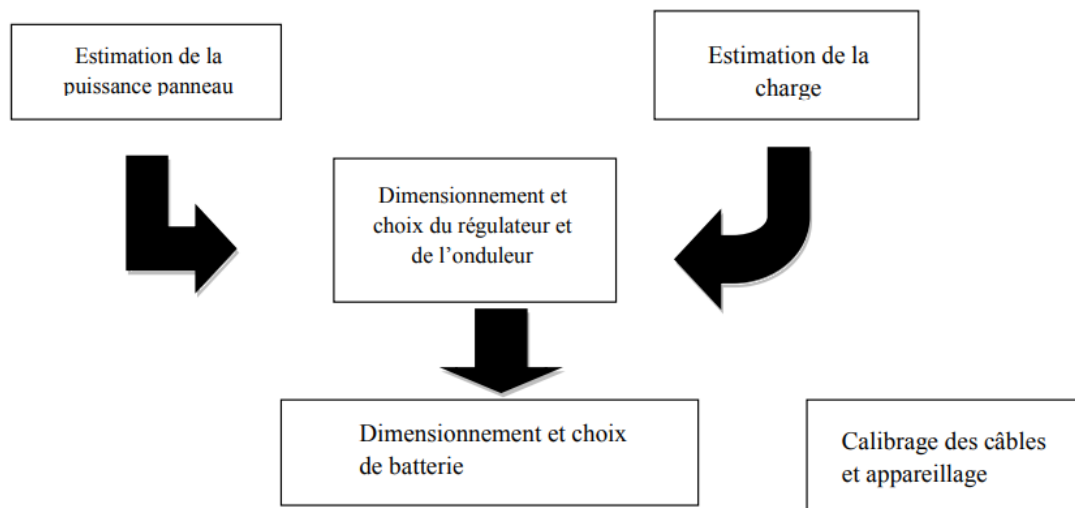 Estimation de la
puissance panneau
Estimation de la
charge
Dimensionnement et
choix du régulateur et
de l’onduleur
Dimensionnement et choix
de batterie
Calibrage des câbles
et appareillage